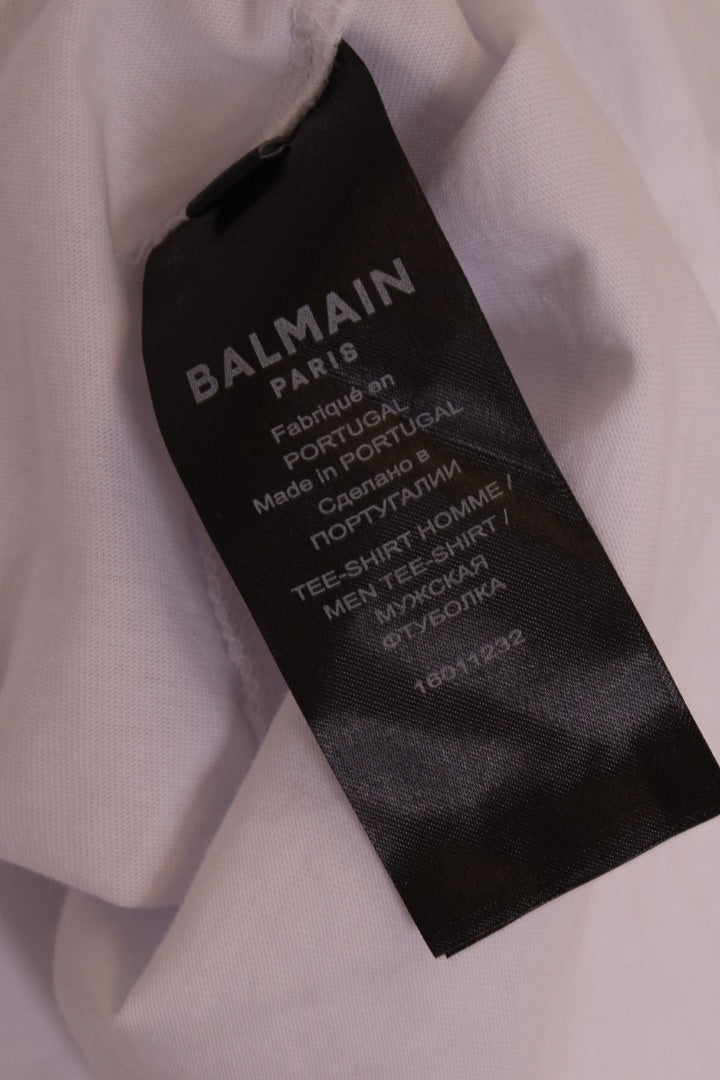 BALMAIN
PARIS
Fabriqué en
PORTUGAL
Made in PORTUGAL
Сделано в
ПОРТУГАЛИИ
TEE-SHIRT HOMME /
MEN TEE-SHIRT /
МУЖСКАЯ
ФТУБОЛКА
16011232